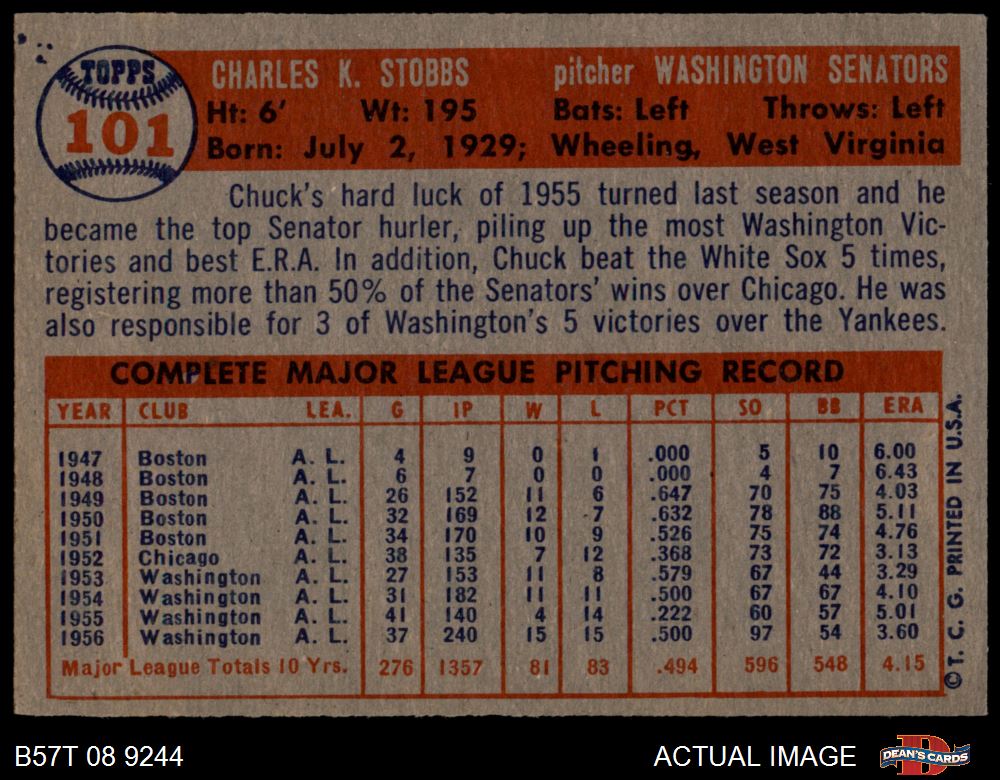 TOPPS
101
CHARLES K. STOBBS pitcher WASHINGTON SENATORS
Ht: 6' Wt: 195 Bats: Left Throws: Left
Born: July 2, 1929; Wheeling, West Virginia
Chuck's hard luck of 1955 turned last season and he
became the top Senator hurler, piling up the most Washington Vic-
tories and best E.R.A. In addition, Chuck beat the White Sox 5 times,
registering more than 50% of the Senators' wins over Chicago. He was
also responsible for 3 of Washington's 5 victories over the Yankees.
COMPLETE MAJOR LEAGUE PITCHING RECORD
YEAR CLUB LEA. G IP W L PCT SO BB ERA
1947 Boston A. L. 4 9 0 1 .000 5 10 6.00
1948 Boston A. L. 6 7 0 0 .000 4 7 6.43
1949 Boston A. L. 26 152 11 6 .647 70 75 4.03
1950 Boston A. L. 32 169 12 7 .632 78 88 5.11
1951 Boston A. L. 34 170 10 9 .526 75 74 4.76
1952 Chicago A. L. 38 135 7 12 .368 73 72 3.13
1953 Washington A. L. 27 153 11 8 .579 67 44 3.29
1954 Washington A. L. 31 182 11 11 .500 67 67 4.10
1955 Washington A. L. 41 140 4 14 .222 60 57 5.01
1956 Washington A. L. 37 240 15 15 .500 97 54 3.60
Major League Totals 10 Yrs. 276 1357 81 83 .494 596 548 4.15
©T. C. G. PRINTED IN U.S.A.
B57T 08 9244 ACTUAL IMAGE DEAN'S CARDS